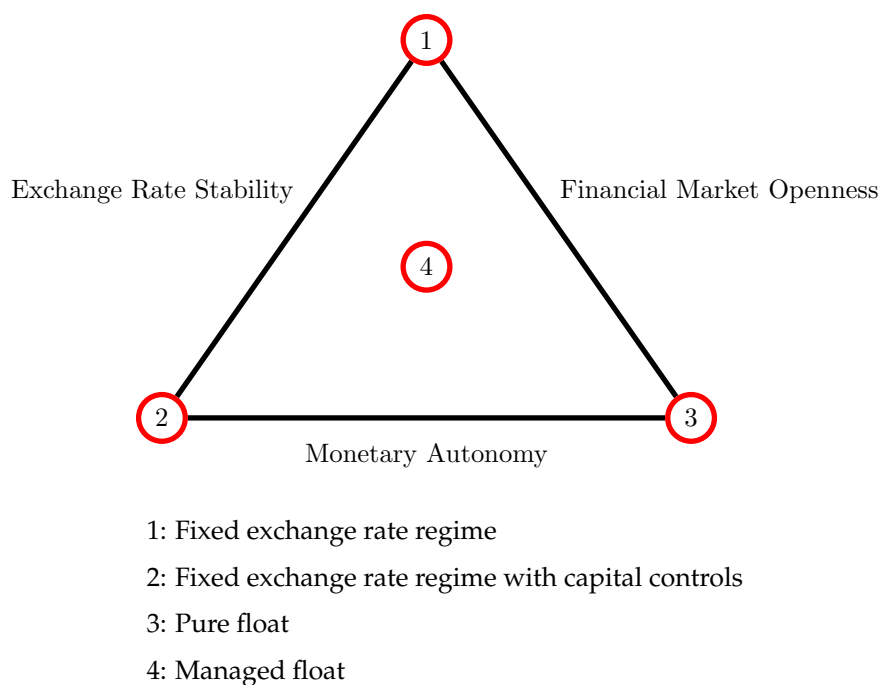 1
Exchange Rate Stability
Financial Market Openness
4
2
3
Monetary Autonomy
1: Fixed exchange rate regime
2: Fixed exchange rate regime with capital controls
3: Pure float
4: Managed float